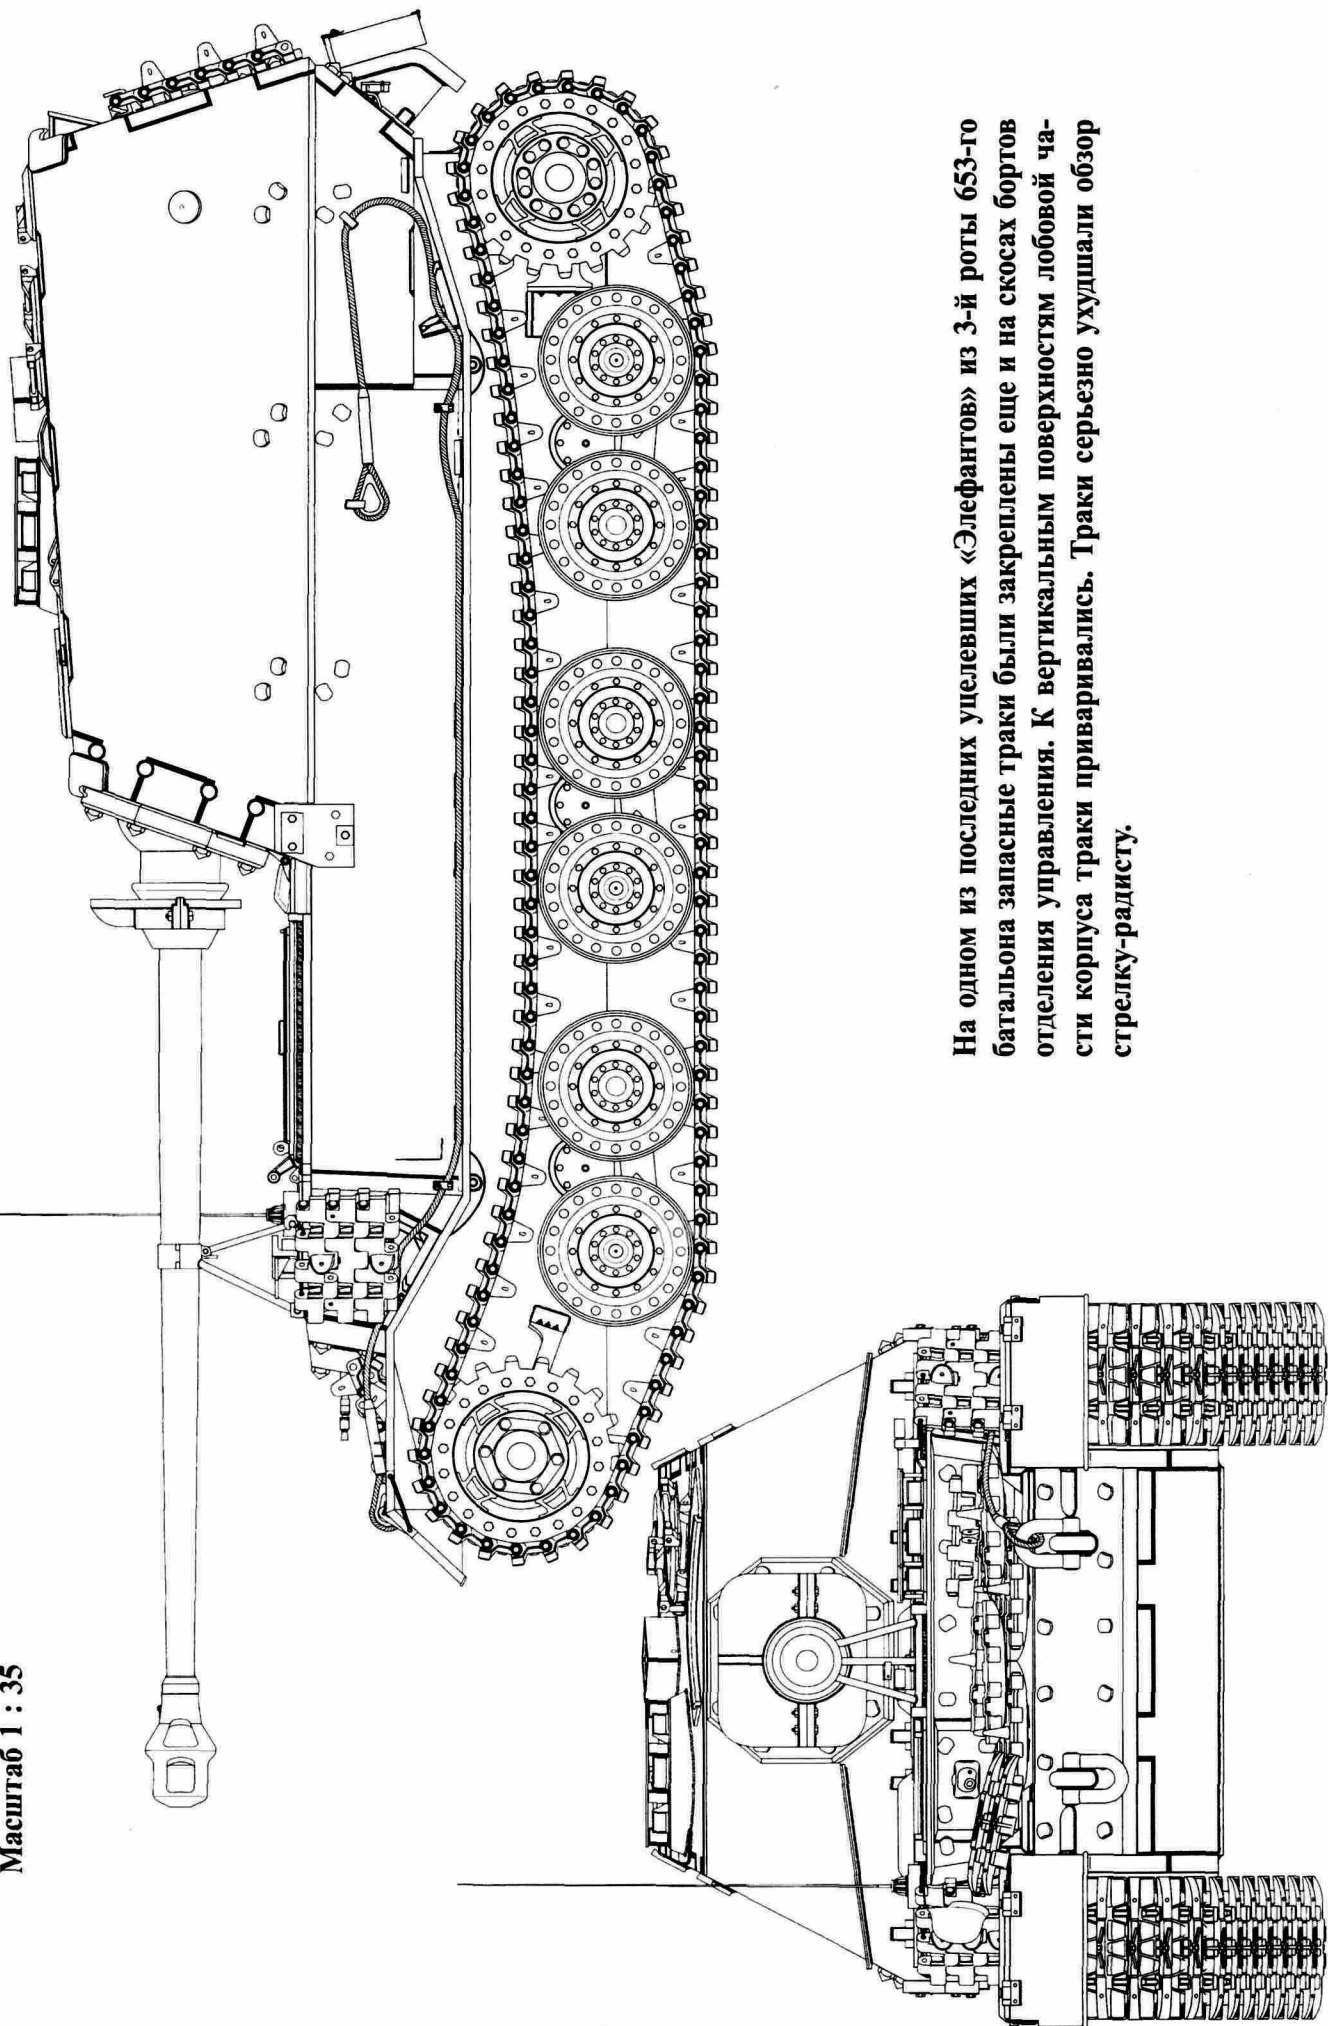 Масштаб 1 : 35
На одном из последних уцелевших «Элефантов» из 3-й роты 653-го
батальона запасные траки были закреплены еще и на скосах бортов
отделения управления. К вертикальным поверхностям лобовой ча-
сти корпуса траки приваривались. Траки серьезно ухудшали обзор
стрелку-радисту.